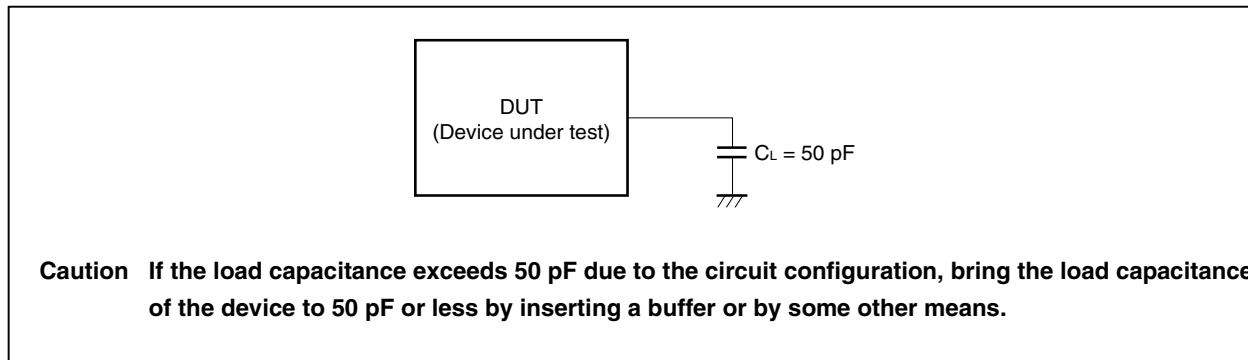 DUT
(Device under test)
CL = 50 pF
Caution If the load capacitance exceeds 50 pF due to the circuit configuration, bring the load capacitance
of the device to 50 pF or less by inserting a buffer or by some other means.